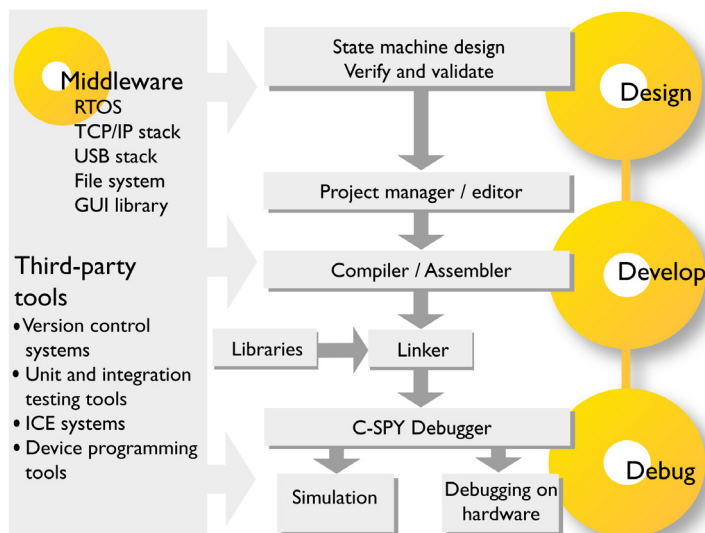 Middleware
RTOS
TCP/IP stack
USB stack
File system
GUI library
Third-party
tools
• Version control
systems
• Unit and integration
testing tools
• ICE systems
• Device programming
tools
State machine design
Verify and validate
Project manager / editor
Compiler / Assembler
Libraries
Linker
C-SPY Debugger
Simulation
Debugging on
hardware
Design
Develop
Debug